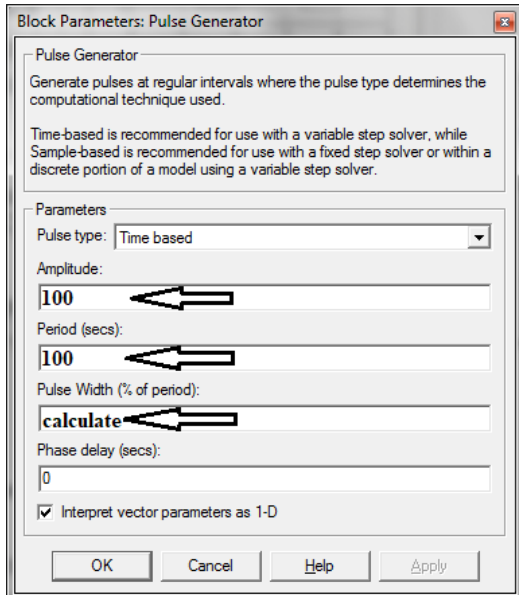 Block Parameters: Pulse Generator
Pulse Generator
Generate pulses at regular intervals where the pulse type determines the
computational technique used.
Time-based is recommended for use with a variable step solver, while
Sample-based is recommended for use with a fixed step solver or within a
discrete portion of a model using a variable step solver.
Parameters
Pulse type: Time based
Amplitude:
100
Period (secs):
100
Pulse Width (% of period):
calculate
Phase delay (secs):
0
Interpret vector parameters as 1-D
OK Cancel Help Apply